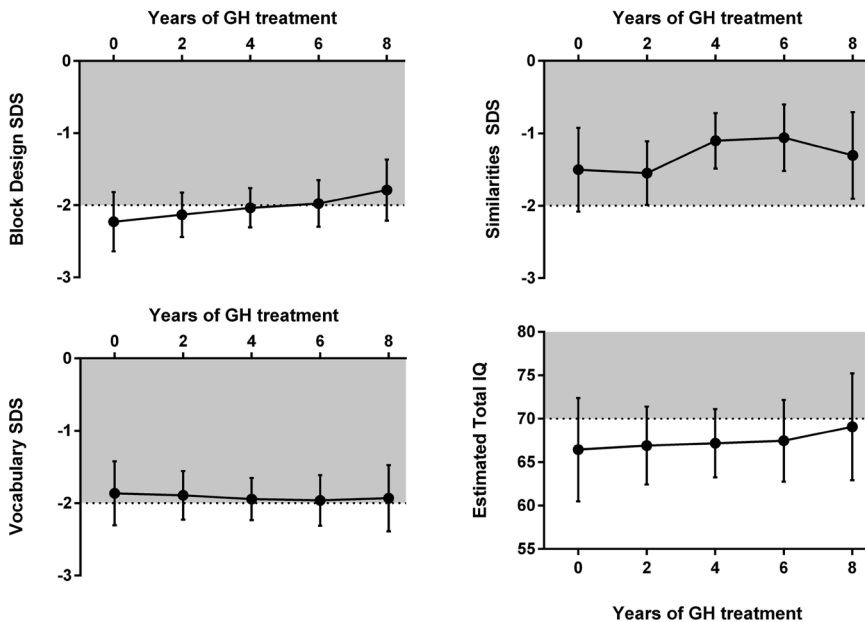 Years of GH treatment
0 2 4 6 8
0
-1
-2
-3
Block Design SDS
Years of GH treatment
0 2 4 6 8
0
-1
-2
-3
Similarities SDS
Years of GH treatment
0 2 4 6 8
0
-1
-2
-3
Vocabulary SDS
80
75
70
65
60
55
Estimated Total IQ
0 2 4 6 8
Years of GH treatment